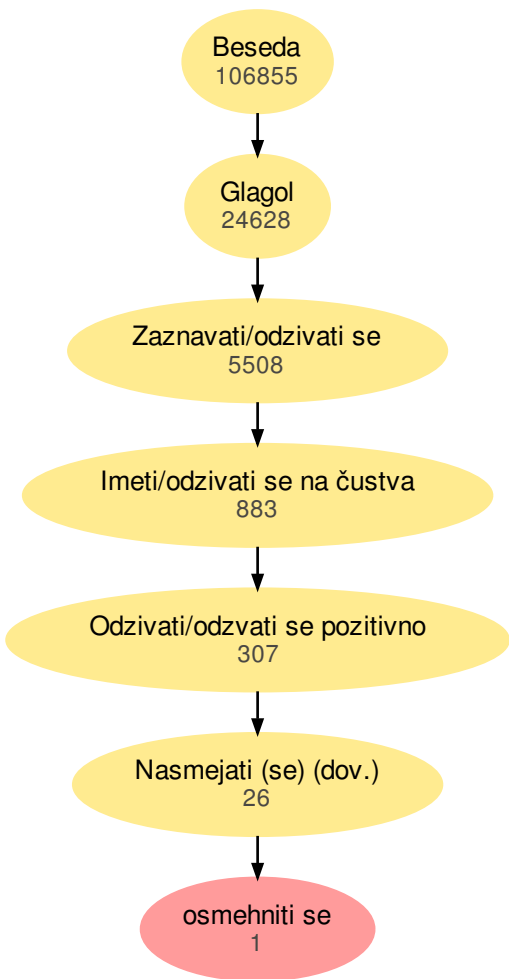 Beseda
106855
Glagol
24628
Zaznavati/odzivati se
5508
Imeti/odzivati se na čustva
883
Odzivati/odzvati se pozitivno
307
Nasmejati (se) (dov.)
26
osmehniti se
1